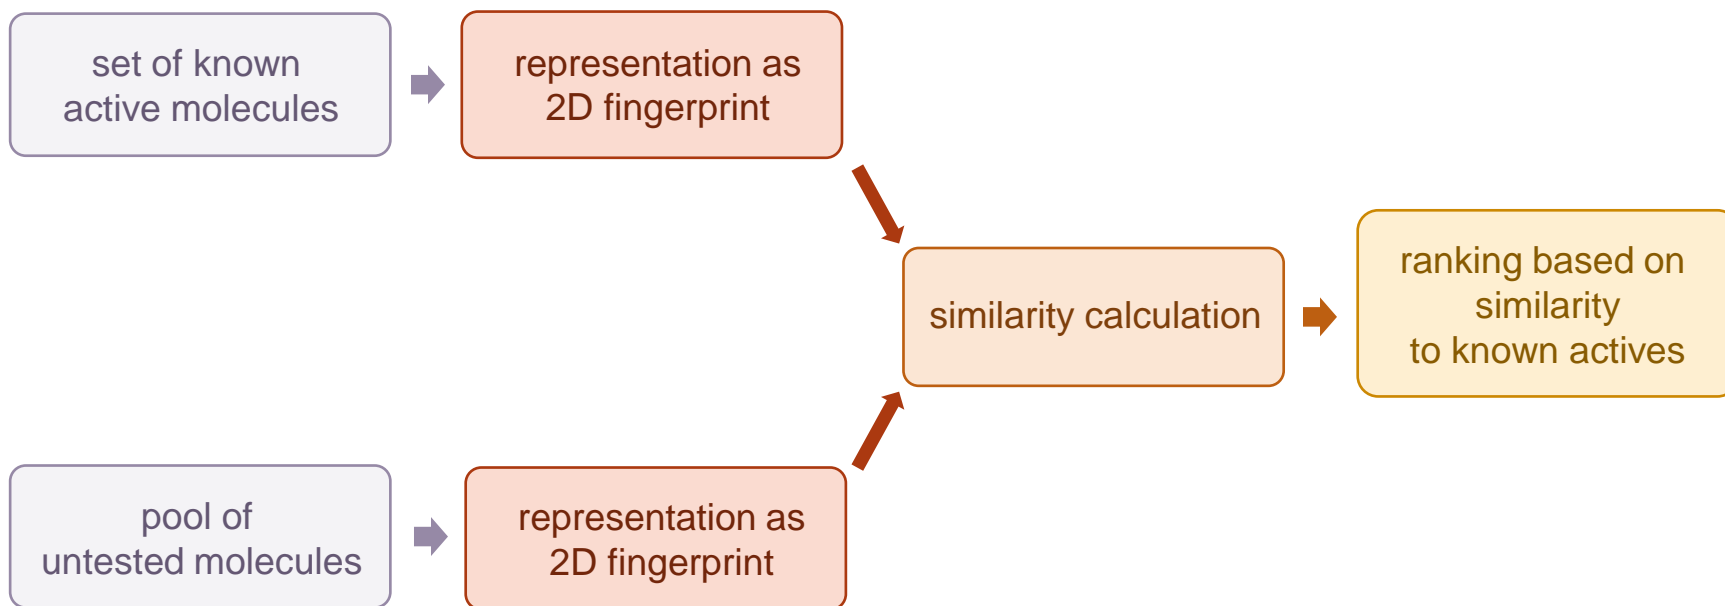 set of known
active molecules
representation as
2D fingerprint
similarity calculation
ranking based on
similarity
to known actives
pool of
untested molecules
representation as
2D fingerprint